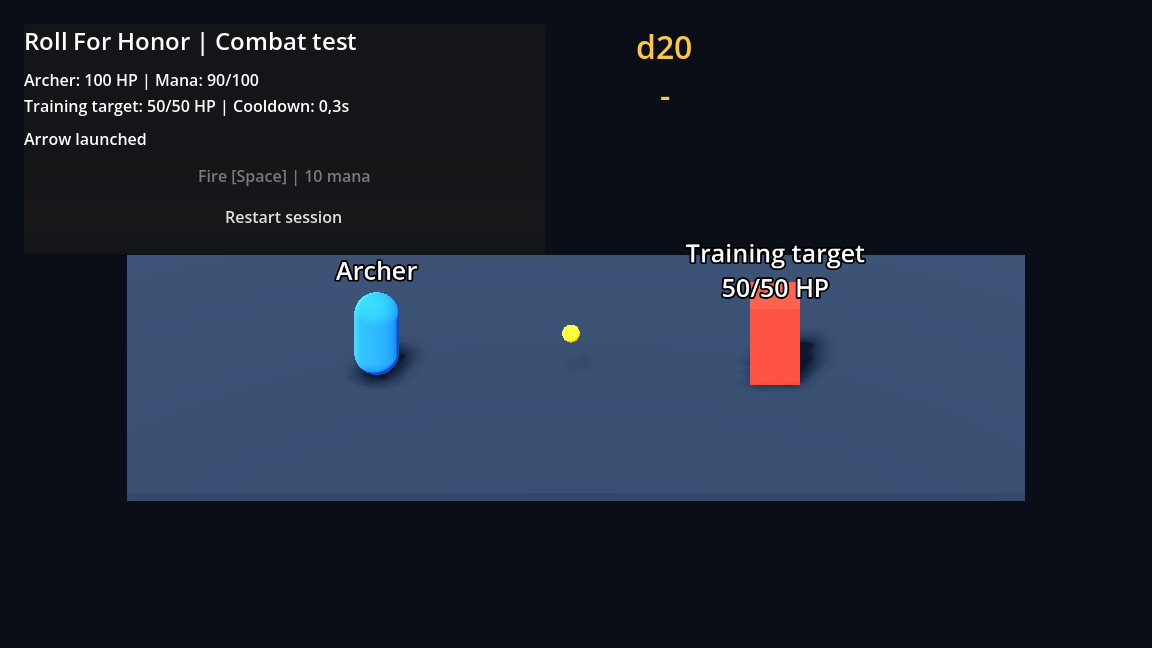 Roll For Honor | Combat test
Archer: 100 HP | Mana: 90/100
Training target: 50/50 HP | Cooldown: 0,3s
Arrow launched
Fire [Space] | 10 mana
Restart session
d20
-
Archer
Training target
50/50 HP